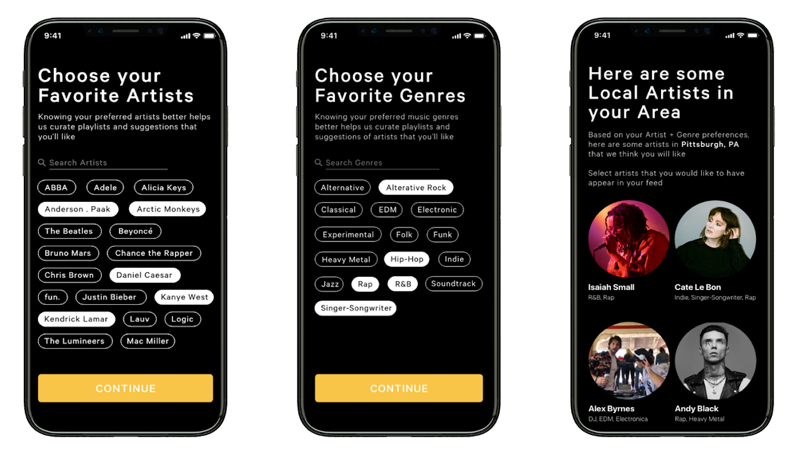 9:41
Choose your
Favorite Artists
Knowing your preferred artists better helps
us curate playlists and suggestions that
you'll like
Search Artists
ABBA Adele Alicia Keys
Anderson . Paak Arctic Monkeys
The Beatles Beyoncé
Bruno Mars Chance the Rapper
Chris Brown Daniel Caesar
fun. Justin Bieber Kanye West
Kendrick Lamar Lauv Logic
The Lumineers Mac Miller
CONTINUE
9:41
Choose your
Favorite Genres
Knowing your preferred music genres
better helps us curate playlists and
suggestions of artists that you'll like
Search Genres
Alternative Alterative Rock
Classical EDM Electronic
Experimental Folk Funk
Heavy Metal Hip-Hop Indie
Jazz Rap R&B Soundtrack
Singer-Songwriter
CONTINUE
9:41
Here are some
Local Artists in
your Area
Based on your Artist + Genre preferences,
here are some artists in Pittsburgh, PA
that we think you will like
Select artists that you would like to have
appear in your feed
Isaiah Small Cate Le Bon
R&B, Rap Indie, Singer-Songwriter, Rap
Alex Byrnes Andy Black
DJ, EDM, Electronica Rap, Heavy Metal